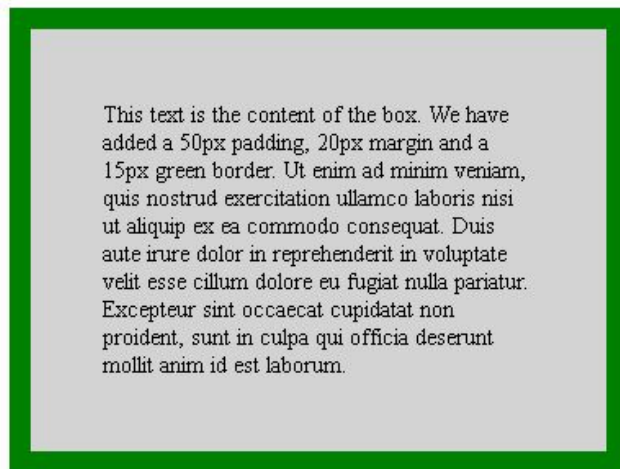 This text is the content of the box. We have
added a 50px padding, 20px margin and a
15px green border. Ut enim ad minim veniam,
quis nostrud exercitation ullamco laboris nisi
ut aliquip ex ea commodo consequat. Duis
aute irure dolor in reprehenderit in voluptate
velit esse cillum dolore eu fugiat nulla pariatur.
Excepteur sint occaecat cupidatat non
proident, sunt in culpa qui officia deserunt
mollit anim id est laborum.